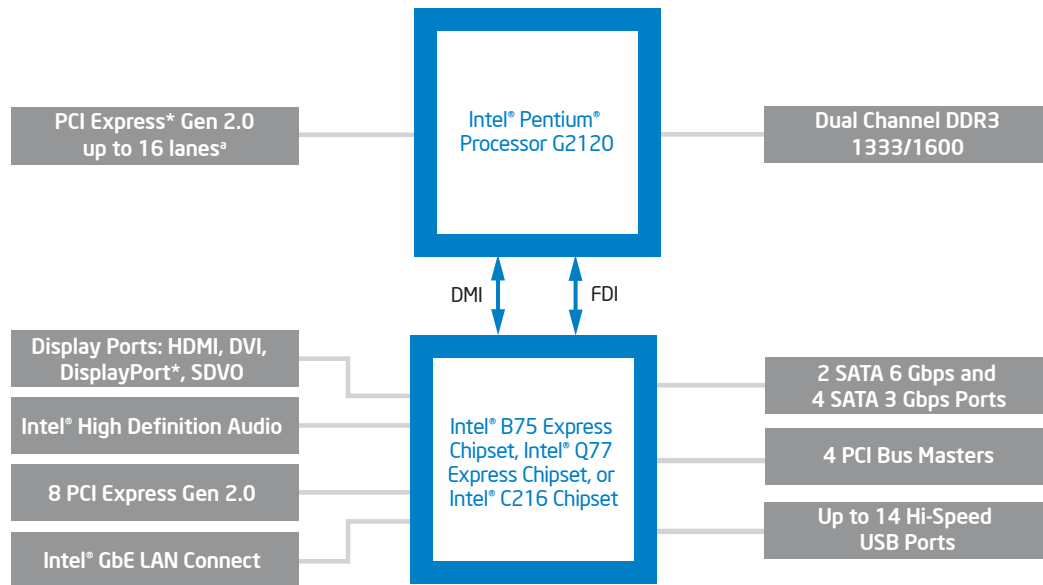 PCI Express* Gen 2.0
up to 16 lanesᵃ
Intel® Pentium®
Processor G2120
Dual Channel DDR3
1333/1600
DMI
FDI
Display Ports: HDMI, DVI,
DisplayPort*, SDVO
Intel® High Definition Audio
8 PCI Express Gen 2.0
Intel® GbE LAN Connect
Intel® B75 Express
Chipset, Intel® Q77
Express Chipset, or
Intel® C216 Chipset
2 SATA 6 Gbps and
4 SATA 3 Gbps Ports
4 PCI Bus Masters
Up to 14 Hi-Speed
USB Ports